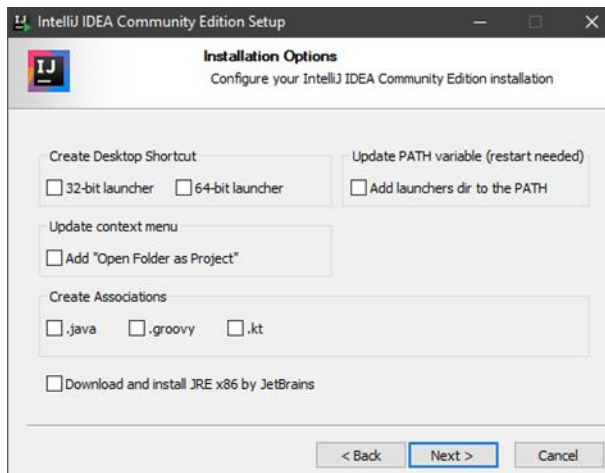 IntelliJ IDEA Community Edition Setup
IJ
Installation Options
Configure your IntelliJ IDEA Community Edition installation
Create Desktop Shortcut
32-bit launcher 64-bit launcher
Update PATH variable (restart needed)
Add launchers dir to the PATH
Update context menu
Add "Open Folder as Project"
Create Associations
.java .groovy .kt
Download and install JRE x86 by JetBrains
< Back Next > Cancel